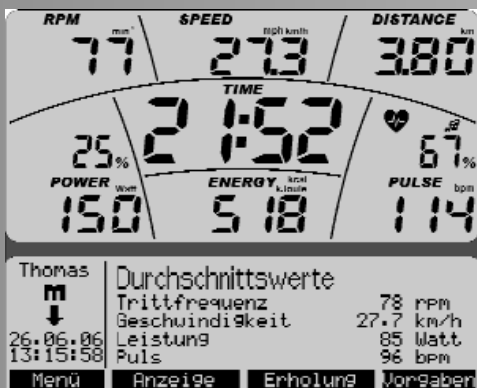 RPM SPEED DISTANCE
min⁻ mph km/h km
77 27.3 3.80
TIME
21:52
25% 67%
POWER Watt ENERGY kcal PULSE bpm
kJoule
150 518 114
Thomas Durchschnittswerte
m
Trittfrequenz 78 rpm
Geschwindigkeit 27.7 km/h
26.06.06 Leistung 85 Watt
13:15:58 Puls 96 bpm
Menü Anzeige Erholung Vorgaben